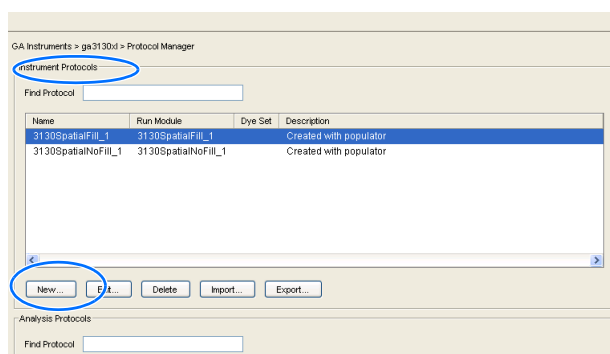 GA Instruments > ga3130xl > Protocol Manager
Instrument Protocols
Find Protocol
Name Run Module Dye Set Description
3130SpatialFill_1 3130SpatialFill_1 Created with populator
3130SpatialNoFill_1 3130SpatialNoFill_1 Created with populator
New... Edit... Delete Import... Export...
Analysis Protocols
Find Protocol